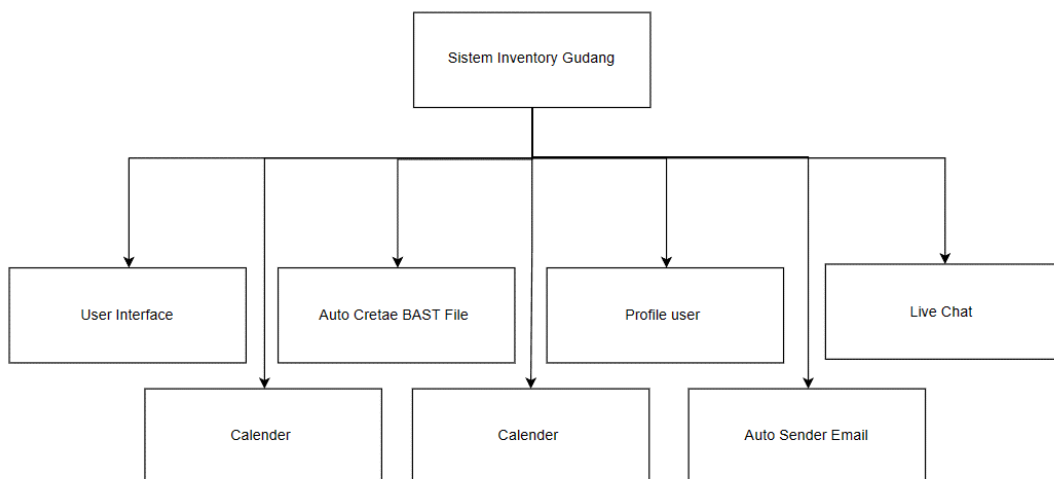 Sistem Inventory Gudang
User Interface
Auto Cretae BAST File
Profile user
Live Chat
Calender
Calender
Auto Sender Email